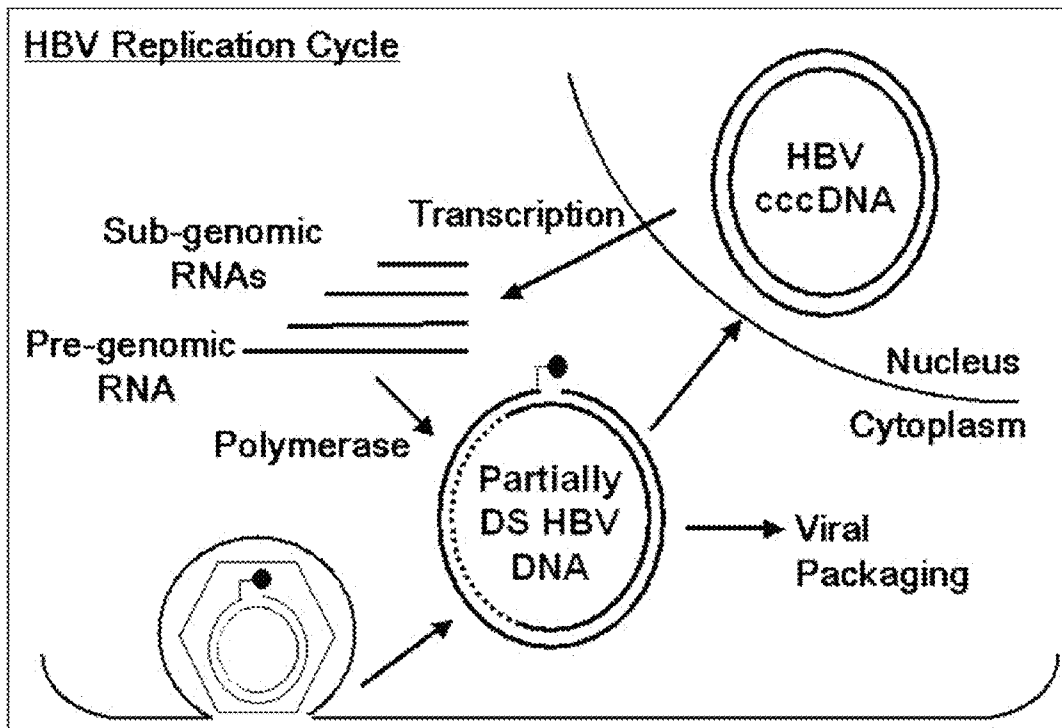 HBV Replication Cycle
HBV
cccDNA
Transcription
Sub-genomic
RNAs
Pre-genomic
RNA
Nucleus
Cytoplasm
Polymerase
Partially
DS HBV
DNA
Viral
Packaging